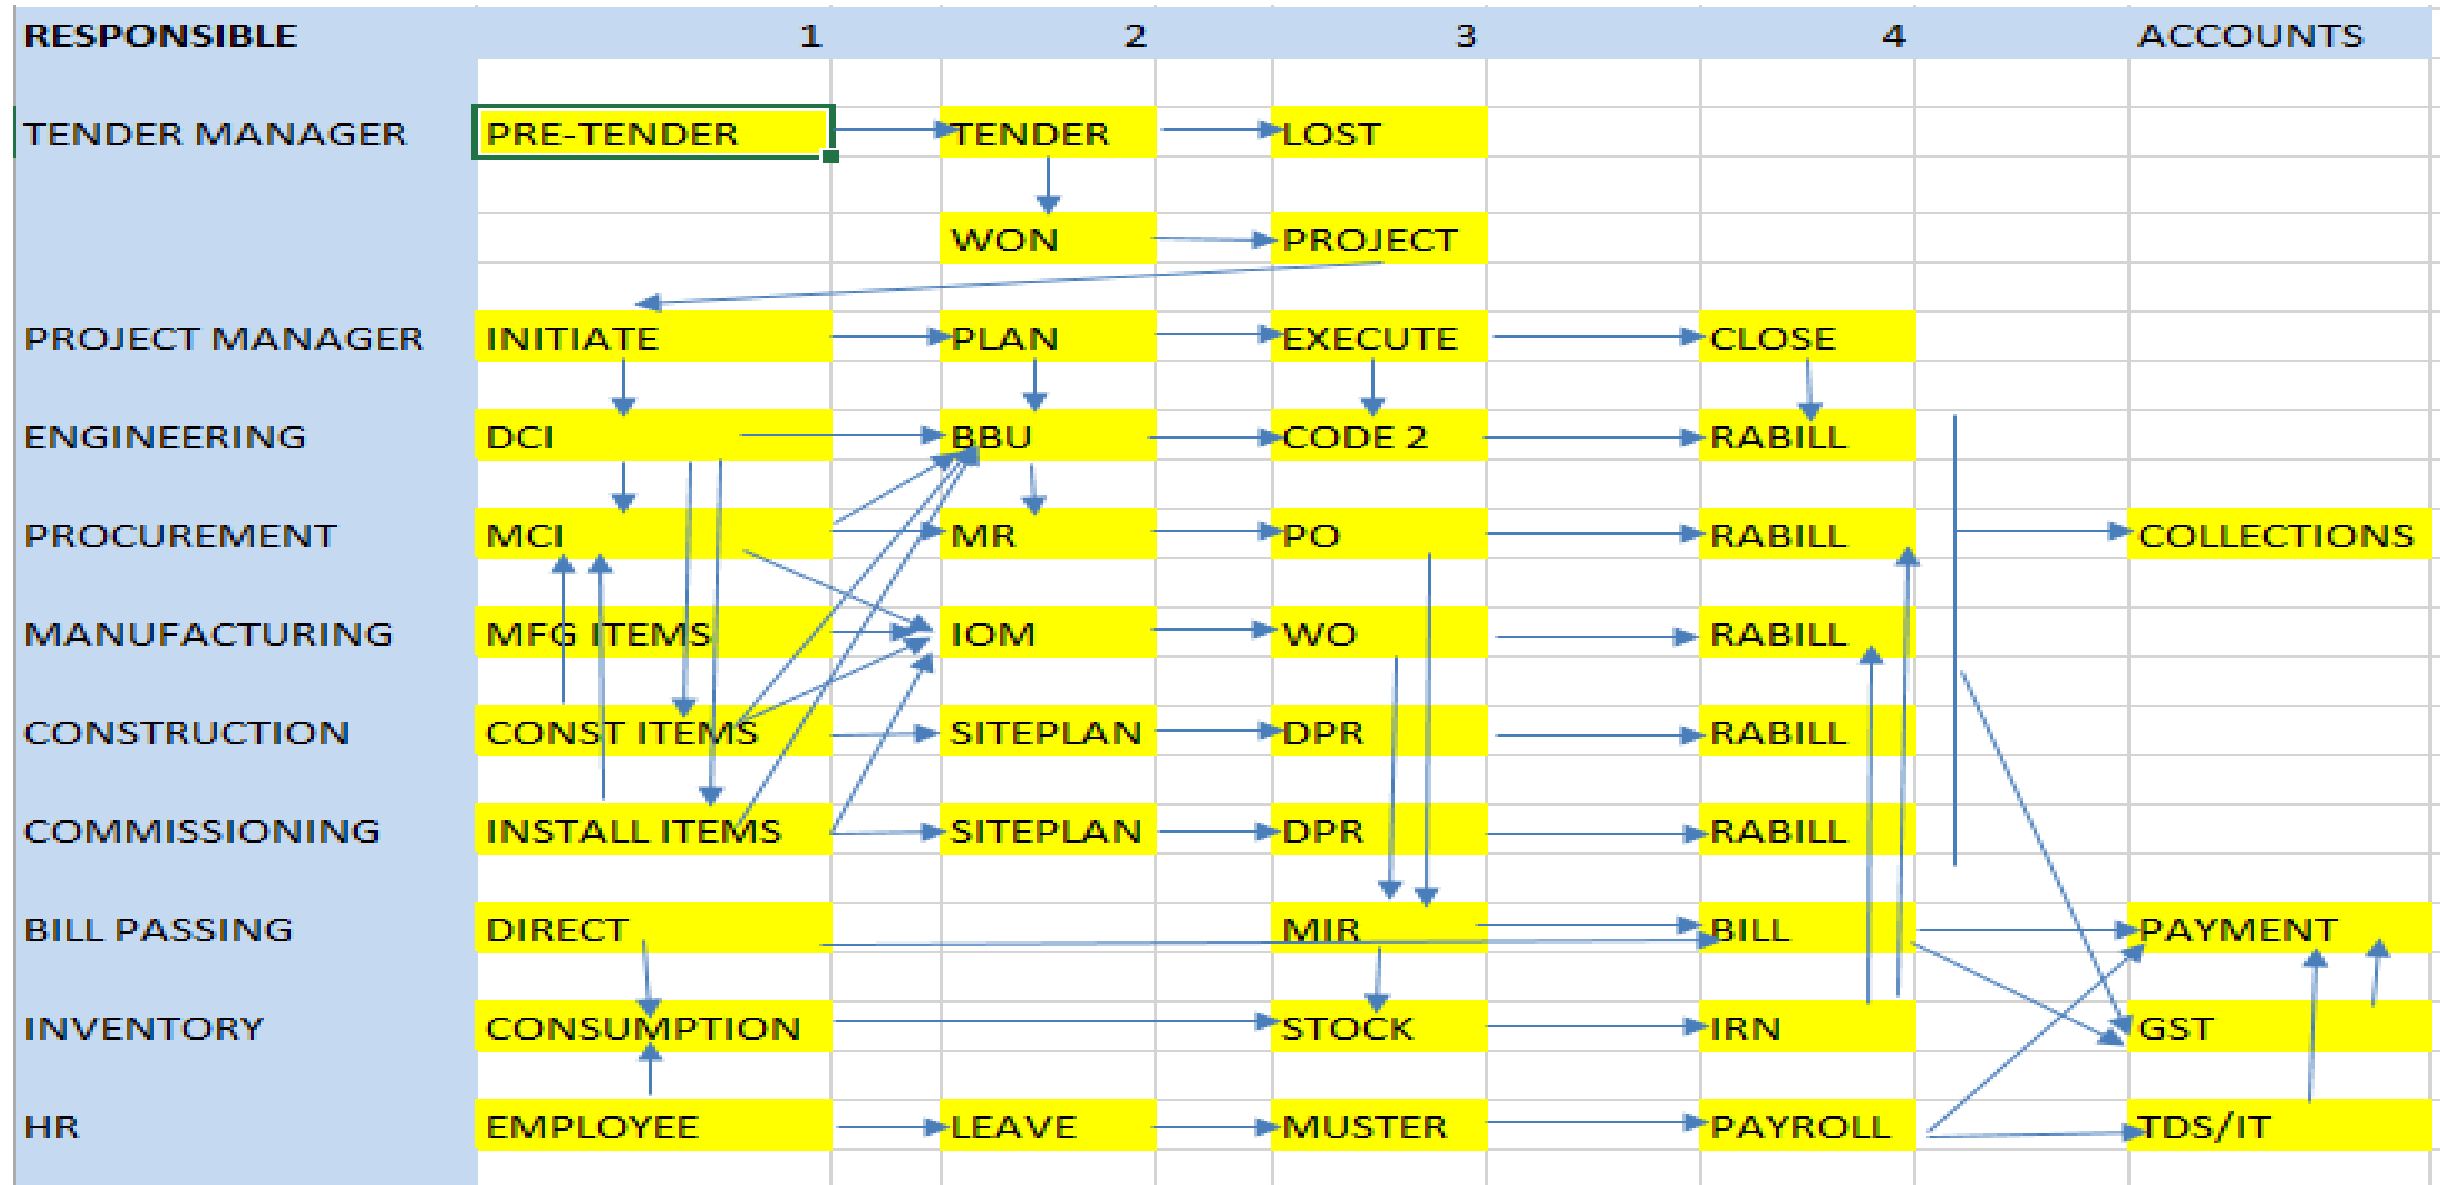 RESPONSIBLE 1 2 3 4 ACCOUNTS
TENDER MANAGER PRE-TENDER TENDER LOST
WON PROJECT
PROJECT MANAGER INITIATE PLAN EXECUTE CLOSE
ENGINEERING DCI BBU CODE 2 RABILL
PROCUREMENT MCI MR PO RABILL COLLECTIONS
MANUFACTURING MFG ITEMS IOM WO RABILL
CONSTRUCTION CONST ITEMS SITEPLAN DPR RABILL
COMMISSIONING INSTALL ITEMS SITEPLAN DPR RABILL
BILL PASSING DIRECT MIR BILL PAYMENT
INVENTORY CONSUMPTION STOCK IRN GST
HR EMPLOYEE LEAVE MUSTER PAYROLL TDS/IT